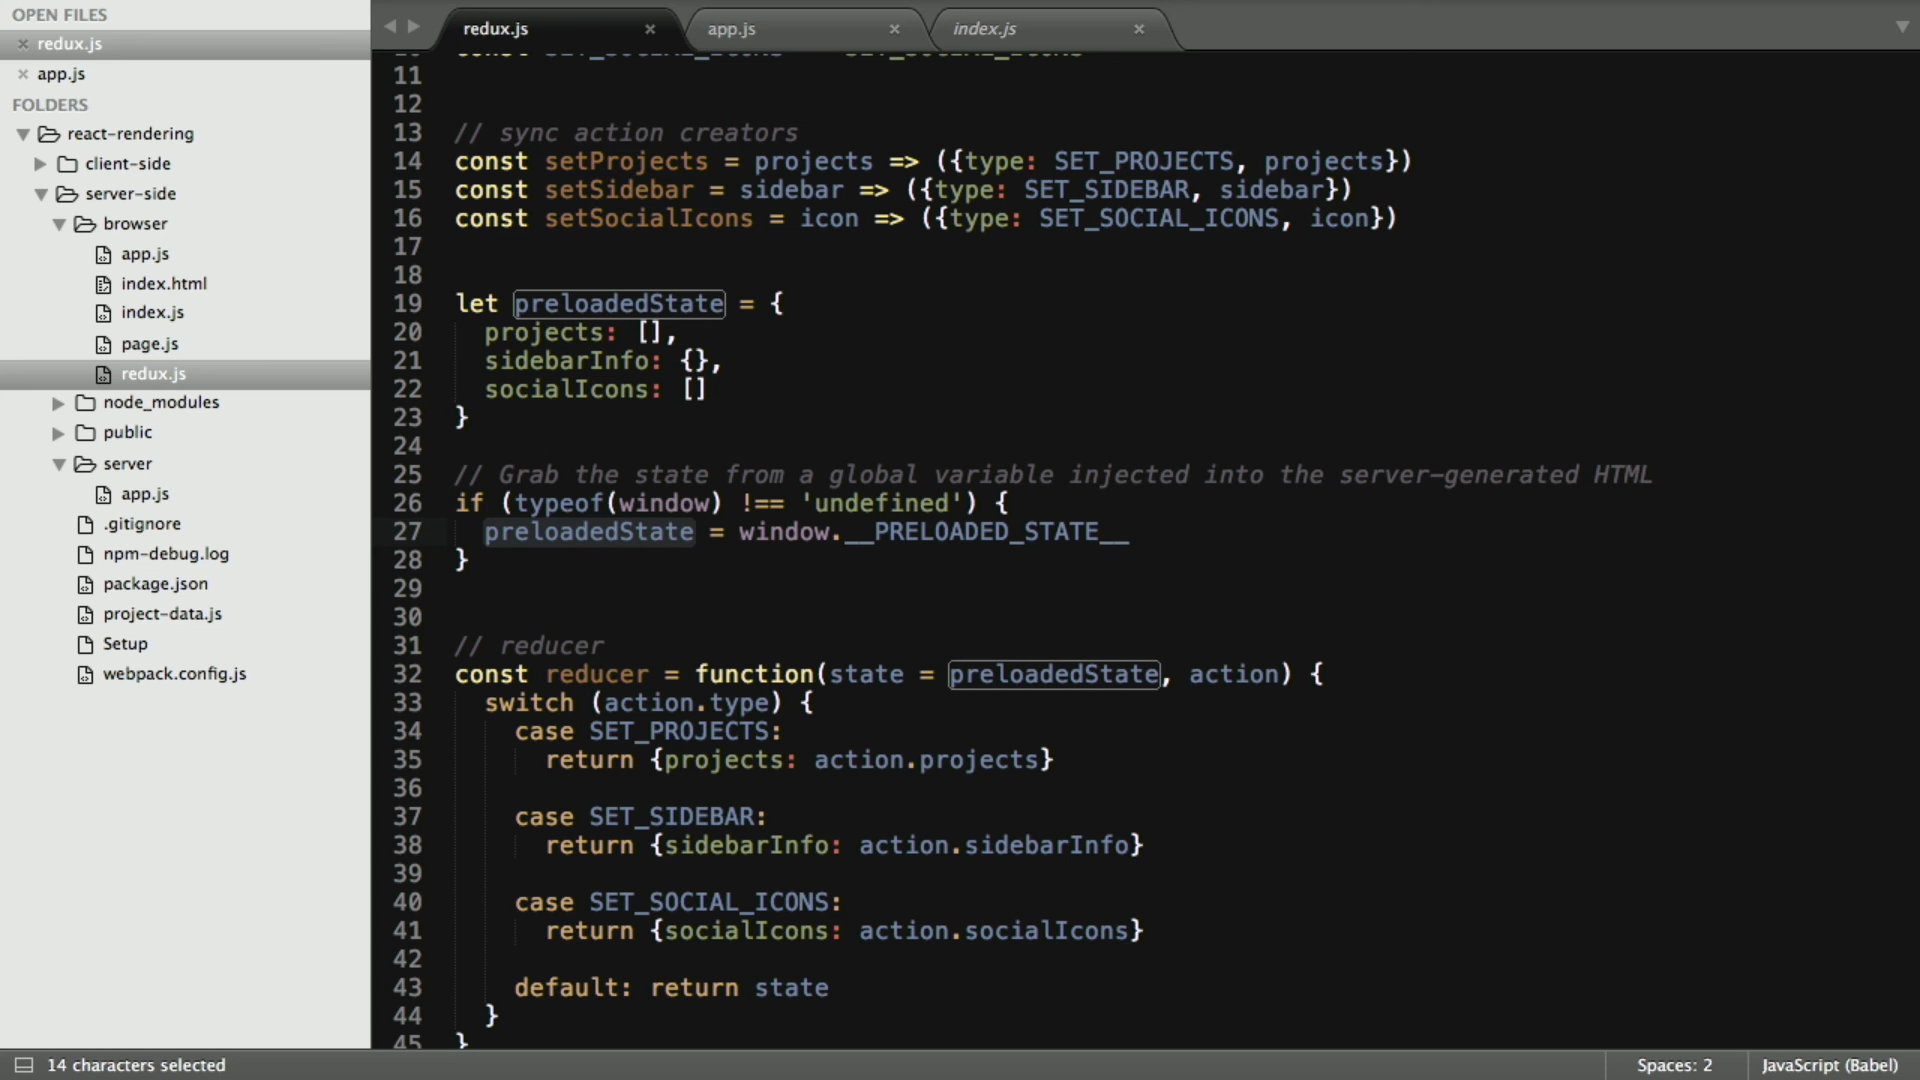 OPEN FILES
redux.js
app.js
FOLDERS
react-rendering
client-side
server-side
browser
app.js
index.html
index.js
page.js
redux.js
node_modules
public
server
app.js
.gitignore
npm-debug.log
package.json
project-data.js
Setup
webpack.config.js
redux.js
app.js
index.js
11
12
13 // sync action creators
14 const setProjects = projects => ({type: SET_PROJECTS, projects})
15 const setSidebar = sidebar => ({type: SET_SIDEBAR, sidebar})
16 const setSocialIcons = icon => ({type: SET_SOCIAL_ICONS, icon})
17
18
19 let preloadedState = {
20 projects: [],
21 sidebarInfo: {},
22 socialIcons: []
23 }
24
25 // Grab the state from a global variable injected into the server-generated HTML
26 if (typeof(window) !== 'undefined') {
27 preloadedState = window.__PRELOADED_STATE__
28 }
29
30
31 // reducer
32 const reducer = function(state = preloadedState, action) {
33 switch (action.type) {
34 case SET_PROJECTS:
35 return {projects: action.projects}
36
37 case SET_SIDEBAR:
38 return {sidebarInfo: action.sidebarInfo}
39
40 case SET_SOCIAL_ICONS:
41 return {socialIcons: action.socialIcons}
42
43 default: return state
44 }
45 }
14 characters selected
Spaces: 2
JavaScript (Babel)